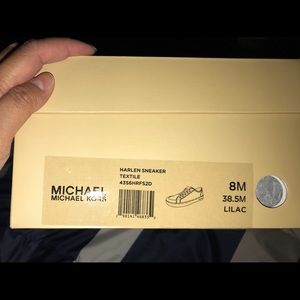 HARLEN SNEAKER
TEXTILE
43S6HRFS2D
MICHAEL
MICHAEL KORS
8M
38.5M
LILAC